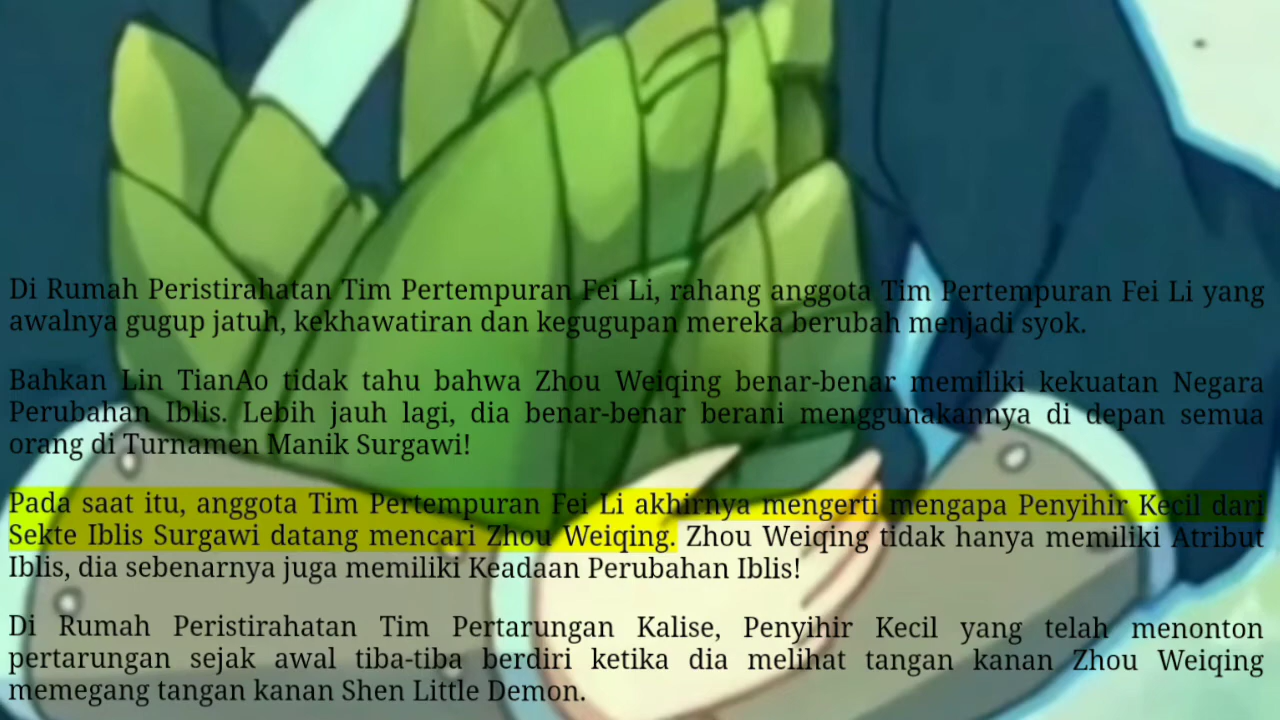 Di Rumah Peristirahatan Tim Pertempuran Fei Li, rahang anggota Tim Pertempuran Fei Li yang
awalnya gugup jatuh, kekhawatiran dan kegugupan mereka berubah menjadi syok.
Bahkan Lin TianAo tidak tahu bahwa Zhou Weiqing benar-benar memiliki kekuatan Negara
Perubahan Iblis. Lebih jauh lagi, dia benar-benar berani menggunakannya di depan semua
orang di Turnamen Manik Surgawi!
Pada saat itu, anggota Tim Pertempuran Fei Li akhirnya mengerti mengapa Penyihir Kecil dari
Sekte Iblis Surgawi datang mencari Zhou Weiqing. Zhou Weiqing tidak hanya memiliki Atribut
Iblis, dia sebenarnya juga memiliki Keadaan Perubahan Iblis!
Di Rumah Peristirahatan Tim Pertarungan Kalise, Penyihir Kecil yang telah menonton
pertarungan sejak awal tiba-tiba berdiri ketika dia melihat tangan kanan Zhou Weiqing
memegang tangan kanan Shen Little Demon.